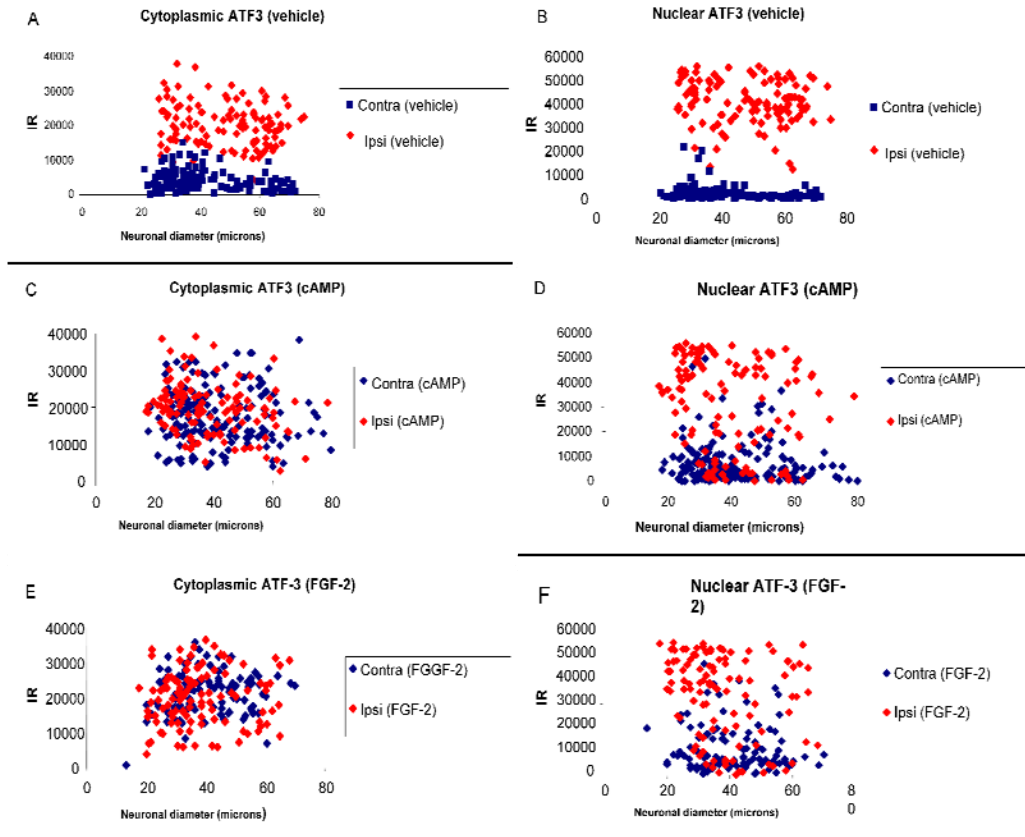 A
Cytoplasmic ATF3 (vehicle)
40000
30000
20000
10000
0
IR
0 20 40 60 80
Neuronal diameter (microns)
Contra (vehicle)
Ipsi (vehicle)
B
Nuclear ATF3 (vehicle)
60000
50000
40000
30000
20000
10000
0
IR
0 20 40 60 80
Neuronal diameter (microns)
Contra (vehicle)
Ipsi (vehicle)
C
Cytoplasmic ATF3 (cAMP)
40000
30000
20000
10000
0
IR
0 20 40 60 80
Neuronal diameter (microns)
Contra (cAMP)
Ipsi (cAMP)
D
Nuclear ATF3 (cAMP)
60000
50000
40000
30000
20000
10000
0
IR
0 20 40 60 80
Neuronal diameter (microns)
Contra (cAMP)
Ipsi (cAMP)
E
Cytoplasmic ATF-3 (FGF-2)
40000
30000
20000
10000
0
IR
0 20 40 60 80
Neuronal diameter (microns)
Contra (FGGF-2)
Ipsi (FGF-2)
F
Nuclear ATF-3 (FGF-
2)
60000
50000
40000
30000
20000
10000
0
IR
0 20 40 60 8
0
Neuronal diameter (microns)
Contra (FGF-2)
Ipsi (FGF-2)